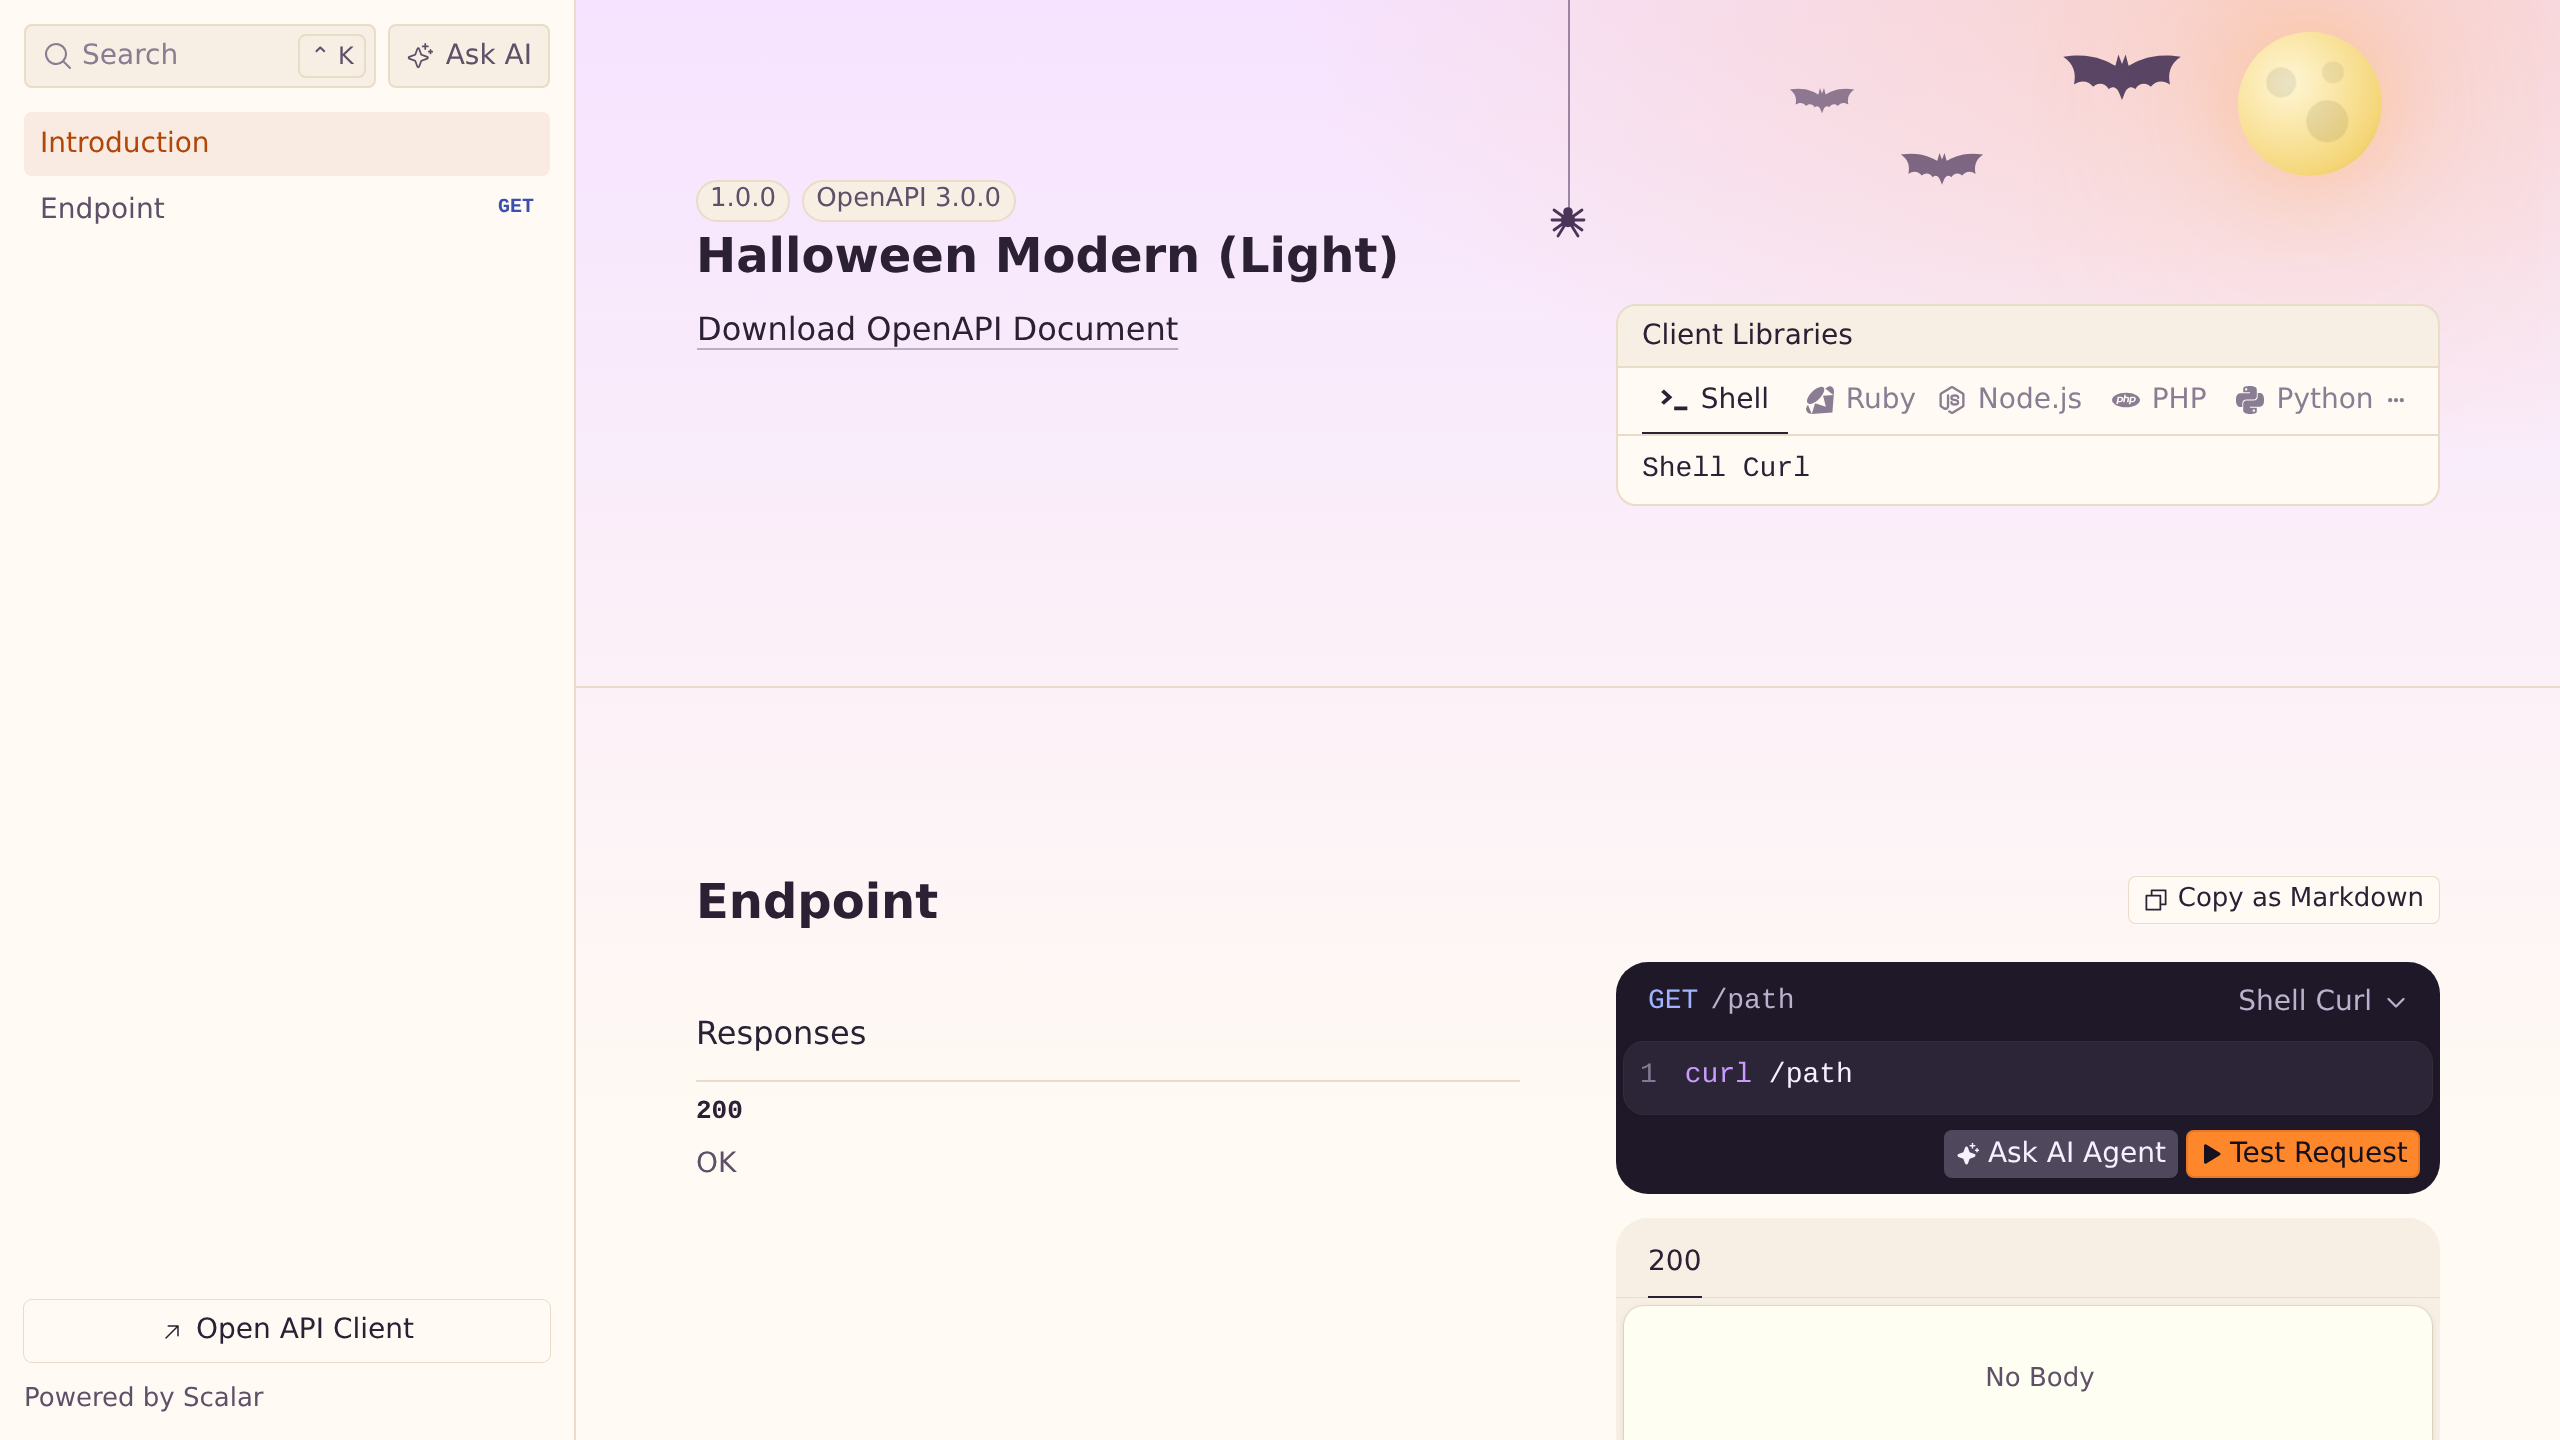 Search ⌃ K Ask AI
Introduction
Endpoint GET
Open API Client
Powered by Scalar
1.0.0 OpenAPI 3.0.0
Halloween Modern (Light)
Download OpenAPI Document
Client Libraries
Shell Ruby Node.js PHP Python ···
Shell Curl
Endpoint
Copy as Markdown
Responses
200
OK
GET /path Shell Curl
1 curl /path
Ask AI Agent Test Request
200
No Body